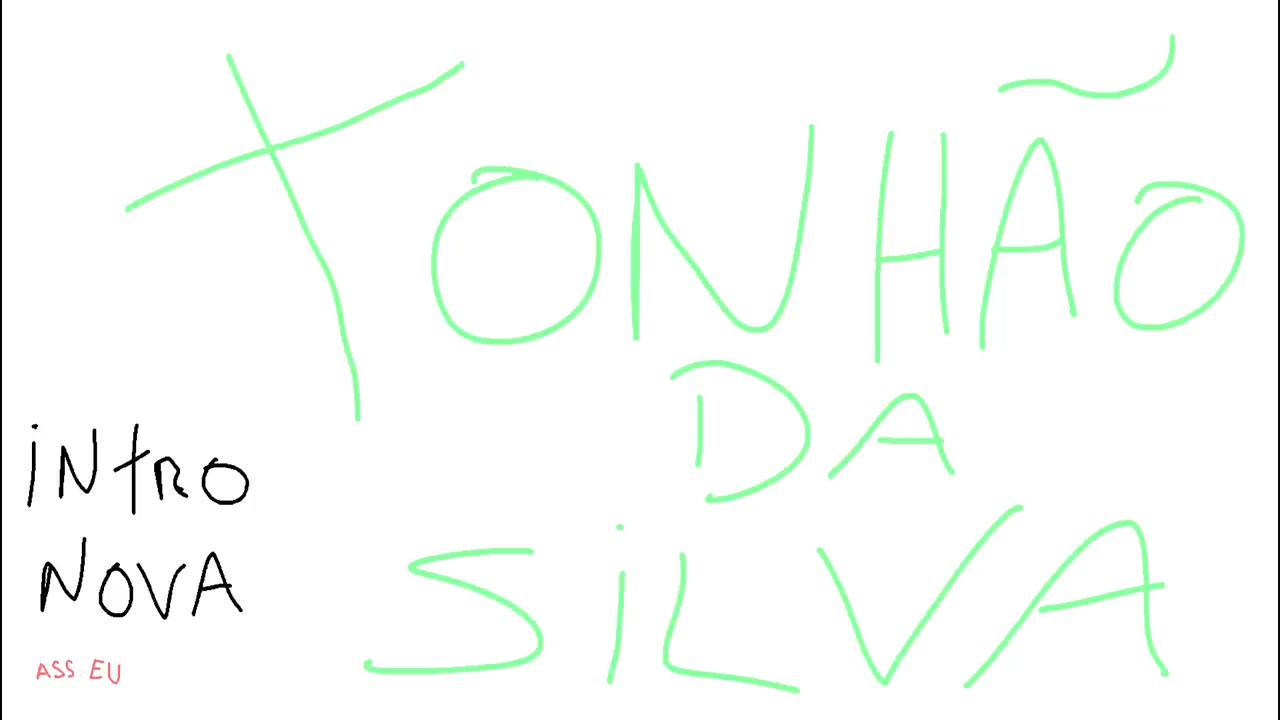 TONHÃO
DA
SiLVA
iNtRO
NOVA
ASS EU